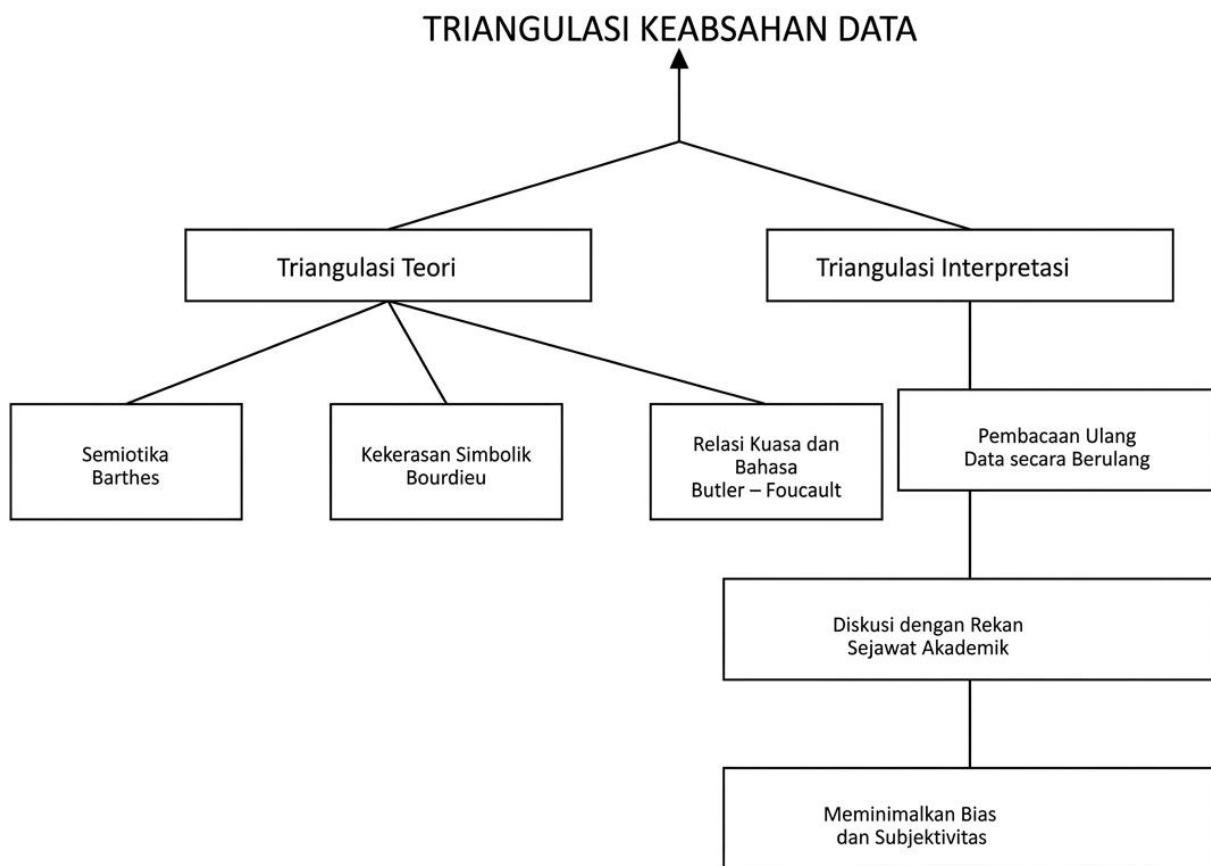 TRIANGULASI KEABSAHAN DATA
Triangulasi Teori
Triangulasi Interpretasi
Semiotika
Barthes
Kekerasan Simbolik
Bourdieu
Relasi Kuasa dan
Bahasa
Butler – Foucault
Pembacaan Ulang
Data secara Berulang
Diskusi dengan Rekan
Sejawat Akademik
Meminimalkan Bias
dan Subjektivitas